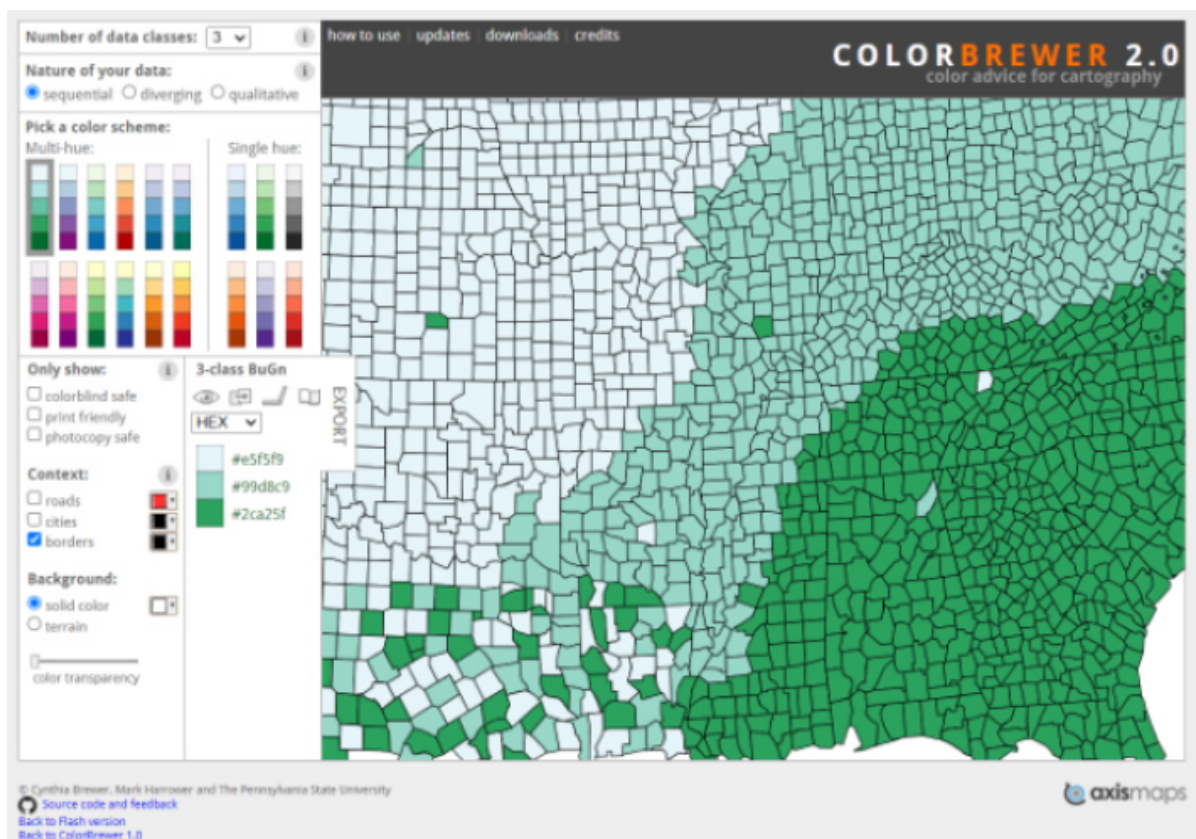 Number of data classes: 3 i
how to use updates downloads credits
COLORBREWER 2.0
color advice for cartography
Nature of your data: i
sequential diverging qualitative
Pick a color scheme:
Multi-hue: Single hue:
Only show: i
colorblind safe
print friendly
photocopy safe
Context: i
roads
cities
borders
Background:
solid color
terrain
color transparency
3-class BuGn
EXPORT
HEX
#e5f5f9
#99d8c9
#2ca25f
© Cynthia Brewer, Mark Harrower and The Pennsylvania State University
Source code and feedback
Back to Flash version
Back to ColorBrewer 1.0
axismaps